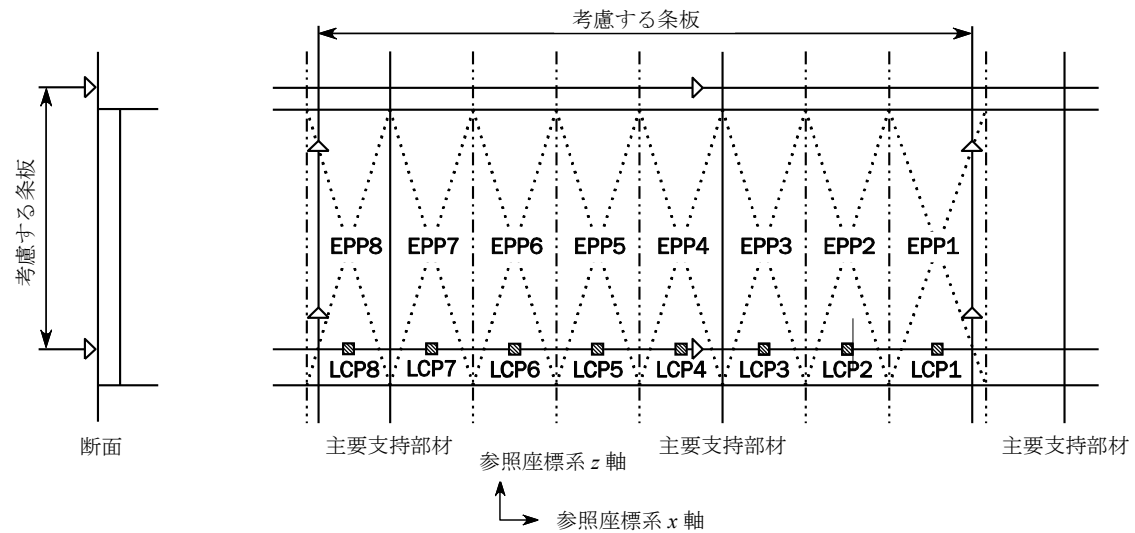 考慮する条板
考慮する条板
EPP8 EPP7 EPP6 EPP5 EPP4 EPP3 EPP2 EPP1
LCP8 LCP7 LCP6 LCP5 LCP4 LCP3 LCP2 LCP1
断面 主要支持部材 主要支持部材 主要支持部材
参照座標系 z 軸
参照座標系 x 軸